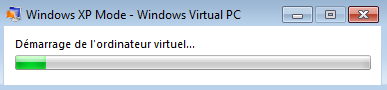 Windows XP Mode - Windows Virtual PC
Démarrage de l'ordinateur virtuel...